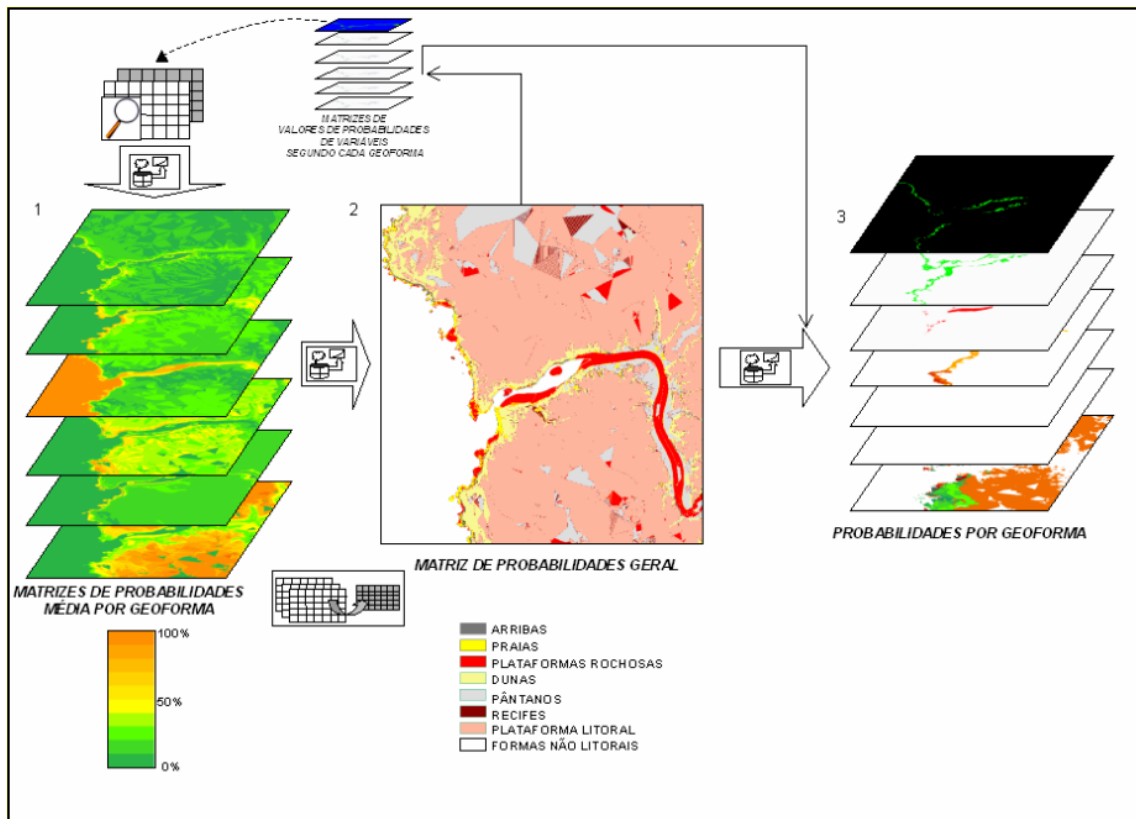 MATRIZES DE
VALORES DE PROBABILIDADES
DE VARIÁVEIS
SEGUNDO CADA GEOFORMA
1
2
3
MATRIZES DE PROBABILIDADES
MÉDIA POR GEOFORMA
MATRIZ DE PROBABILIDADES GERAL
PROBABILIDADES POR GEOFORMA
100%
50%
0%
ARRIBAS
PRAIAS
PLATAFORMAS ROCHOSAS
DUNAS
PÂNTANOS
RECIFES
PLATAFORMA LITORAL
FORMAS NÃO LITORAIS